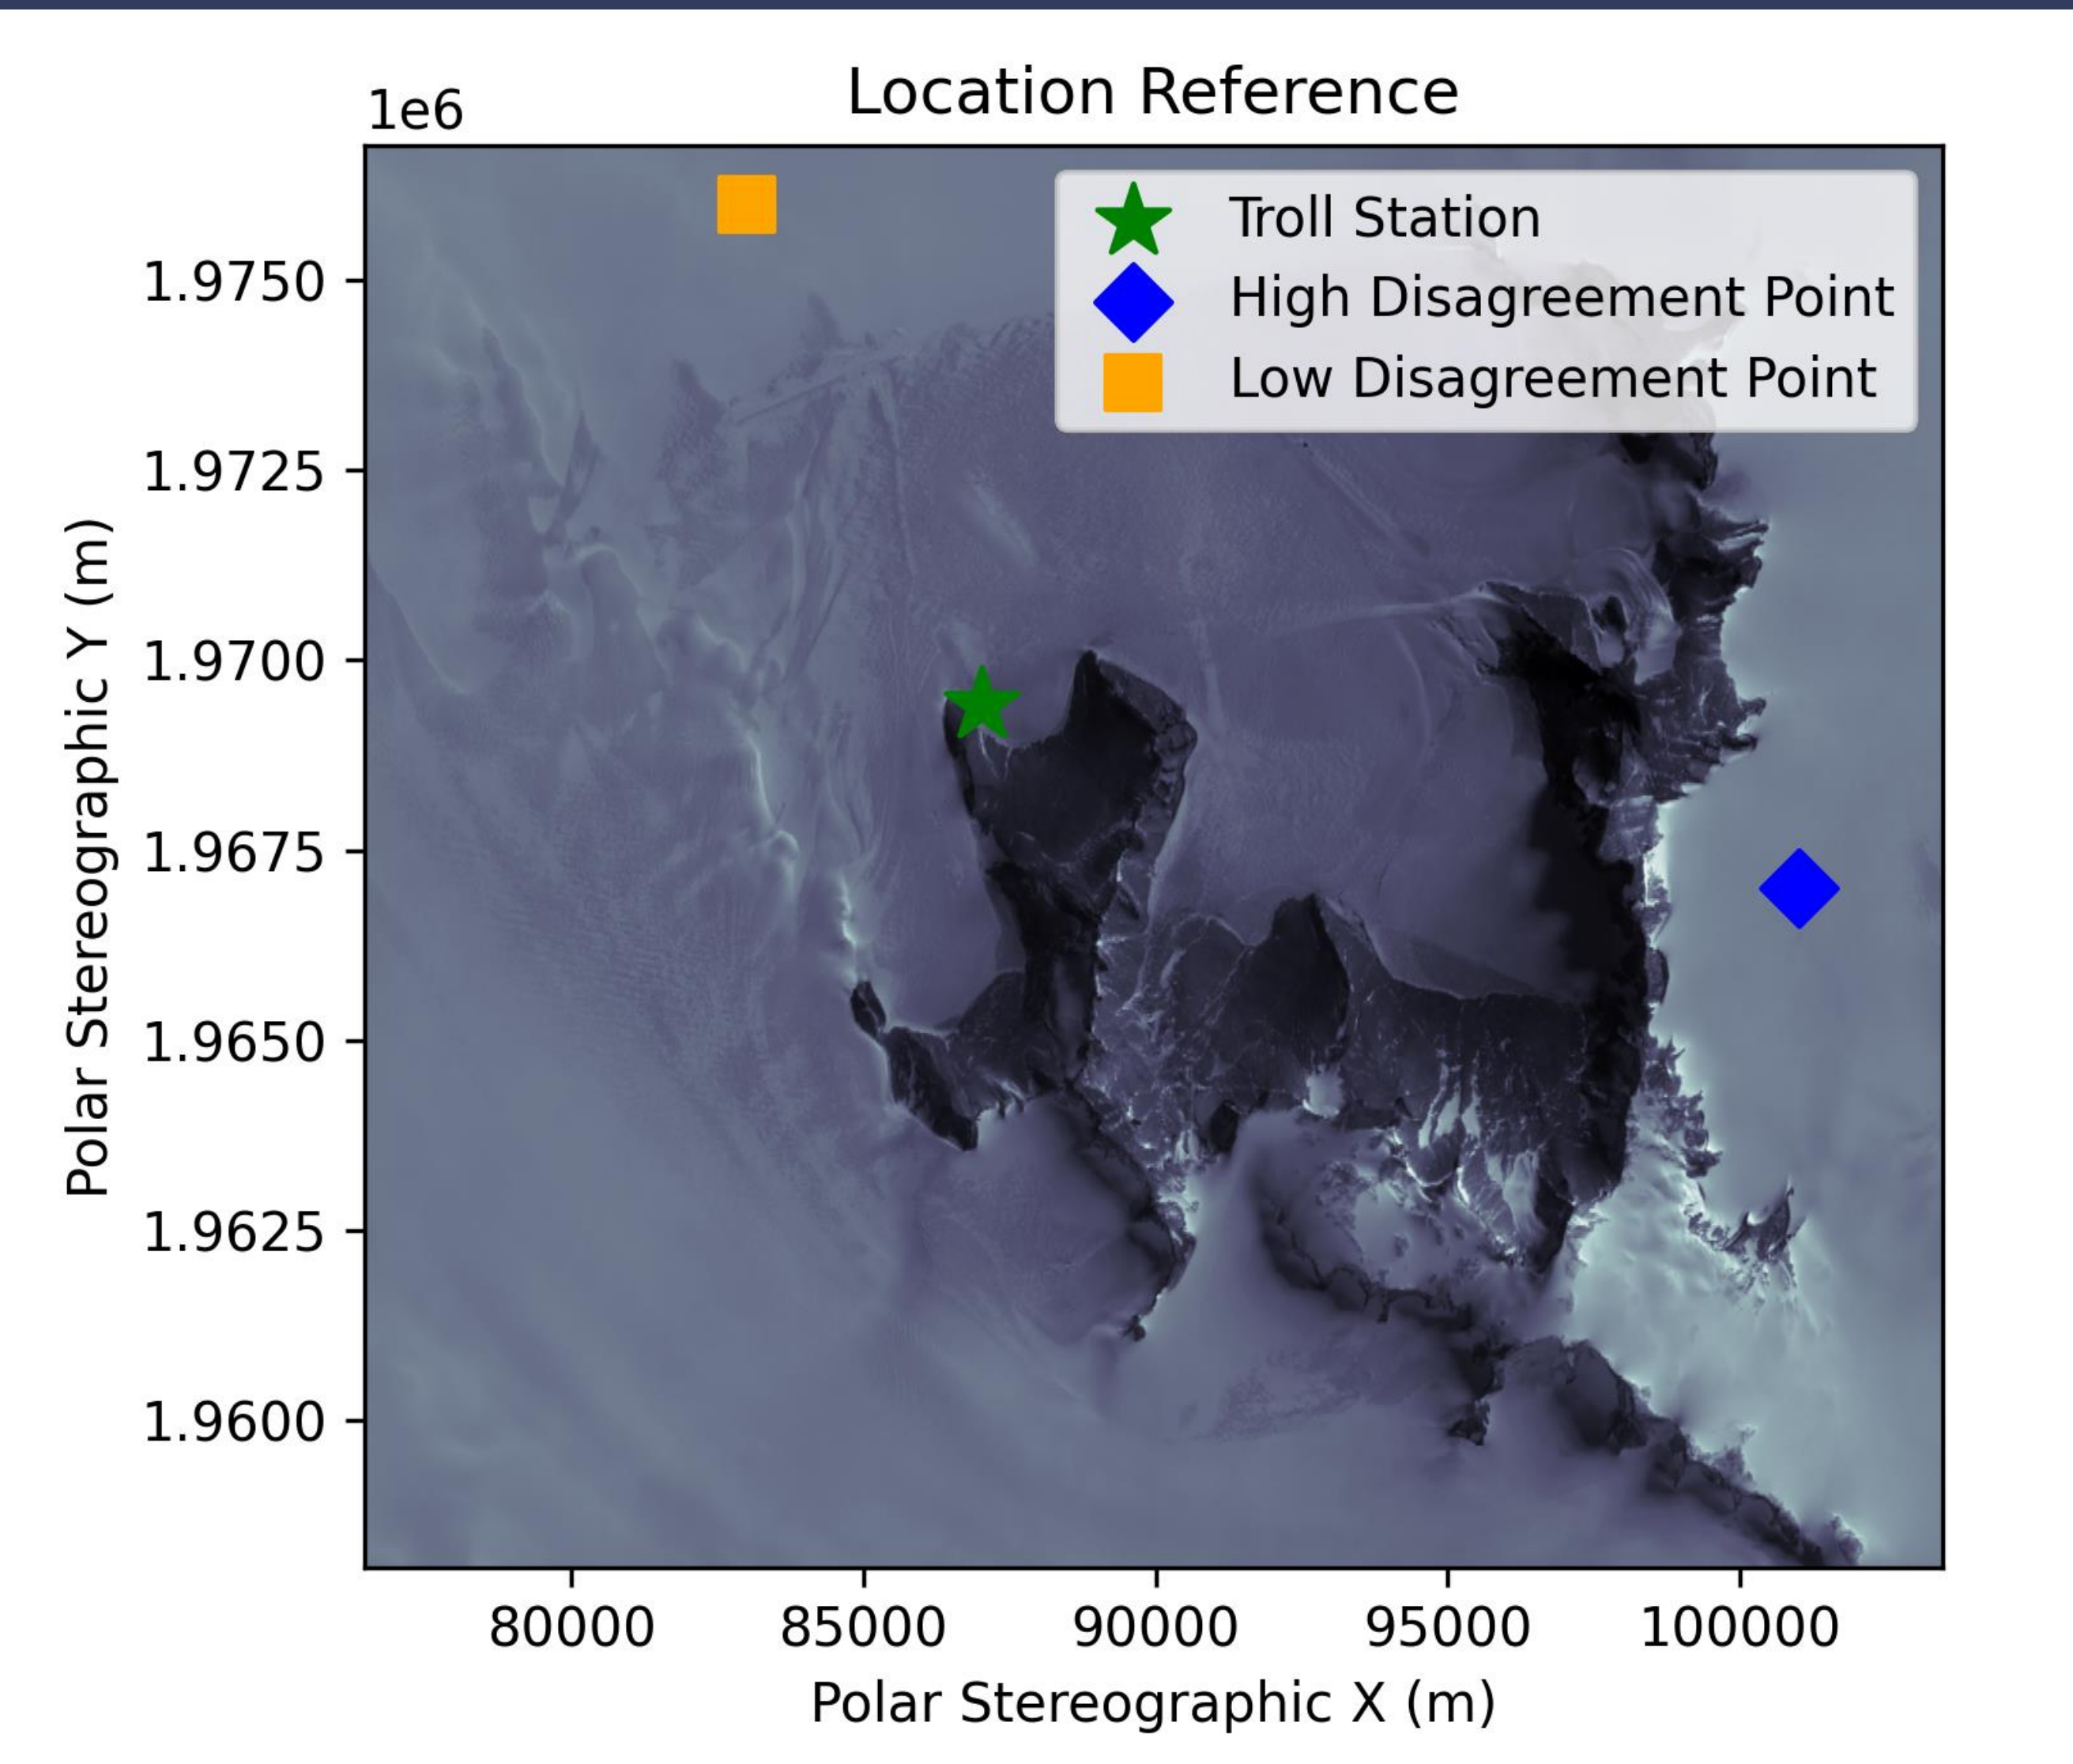 Location Reference
1e6
Troll Station
High Disagreement Point
Low Disagreement Point
1.9750
1.9725
1.9700
1.9675
1.9650
1.9625
1.9600
Polar Stereographic Y (m)
80000 85000 90000 95000 100000
Polar Stereographic X (m)